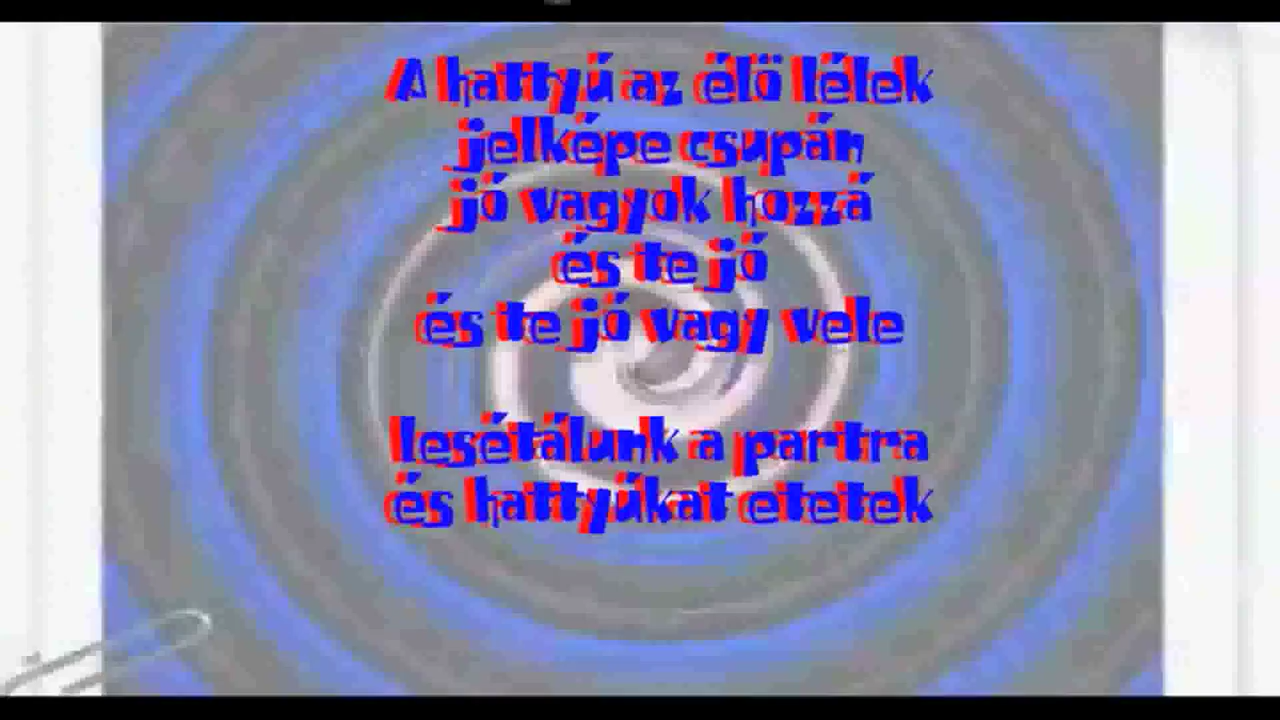 A hattyú az élö lélek
jelképe csupán
jó vagyok hozzá
és te jó
és te jó vagy vele
lesétálunk a partra
és hattyúkat etetek